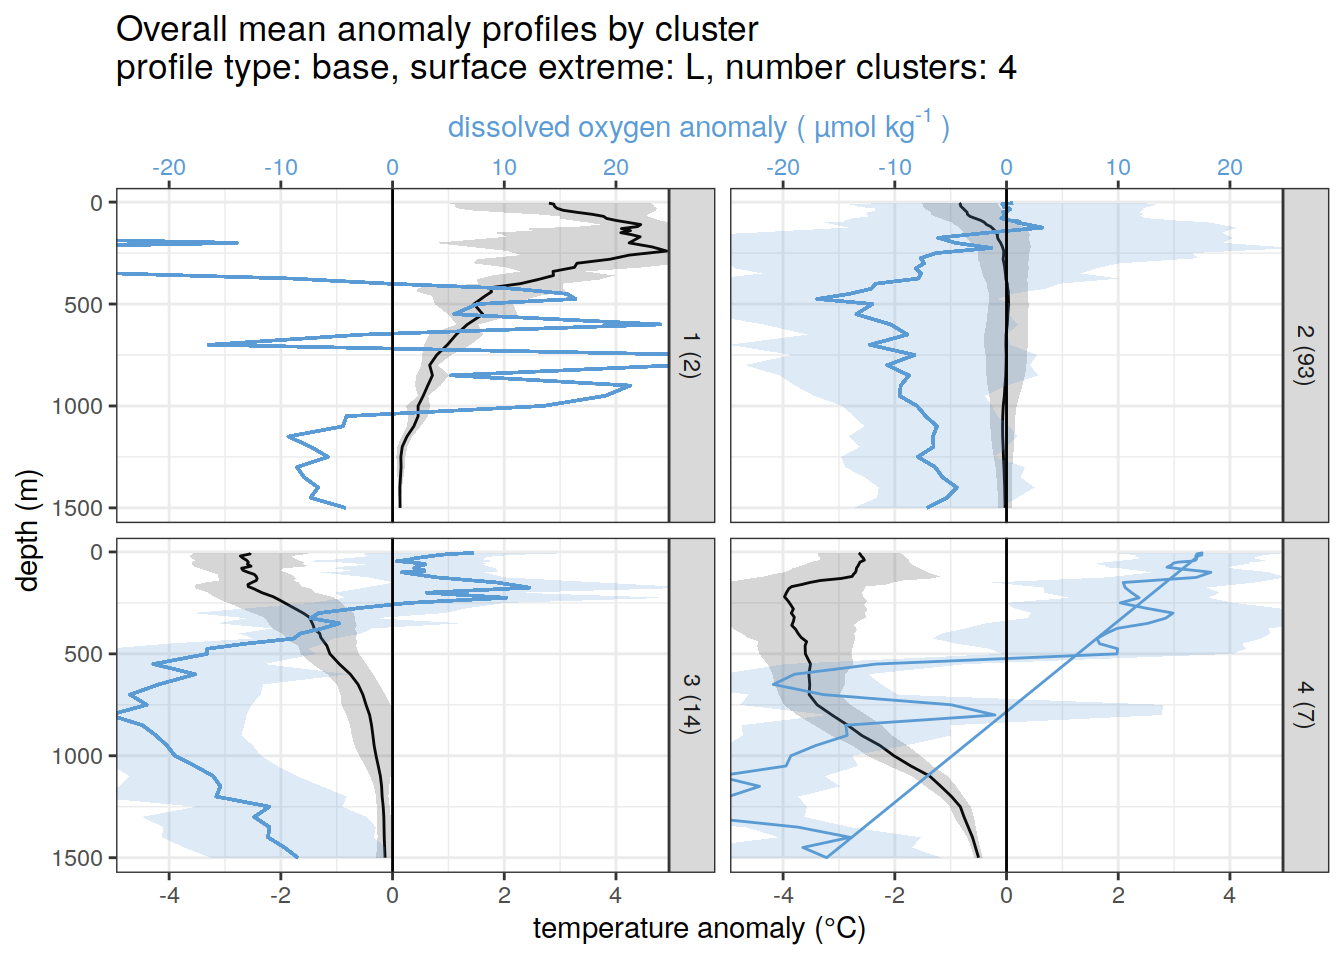 Overall mean anomaly profiles by cluster
profile type: base, surface extreme: L, number clusters: 4
dissolved oxygen anomaly ( µmol kg⁻¹ )
-20 -10 0 10 20 -20 -10 0 10 20
0
500
1000
1500
1 (2)
2 (93)
depth (m)
0
500
1000
1500
3 (14)
4 (7)
-4 -2 0 2 4 -4 -2 0 2 4
temperature anomaly (°C)